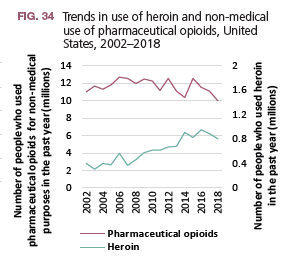 FIG. 34 Trends in use of heroin and non-medical
use of pharmaceutical opioids, United
States, 2002–2018
Number of people who used
pharmaceutical opioids for non-medical
purposes in the past year (millions)
14
12
10
8
6
4
2
0
2
1.6
1.2
0.8
0.4
0
Number of people who used heroin
in the past year (millions)
2002
2004
2006
2008
2010
2012
2014
2016
2018
Pharmaceutical opioids
Heroin